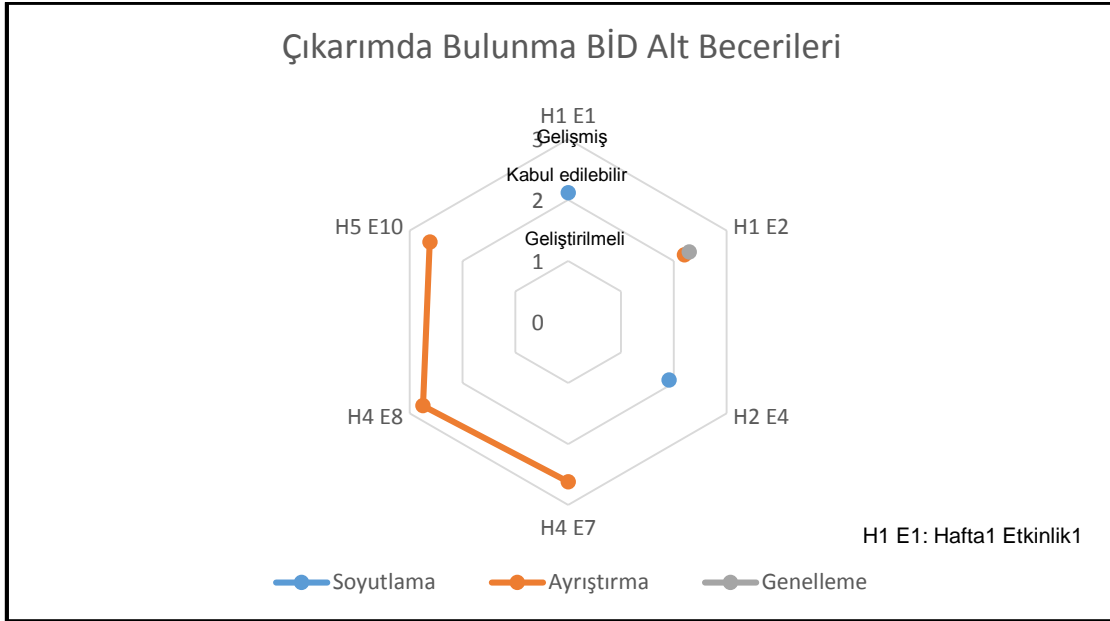 Çıkarımda Bulunma BİD Alt Becerileri
H1 E1
Gelişmiş
3
Kabul edilebilir
2
H5 E10
H1 E2
Geliştirilmeli
1
0
H4 E8
H2 E4
H4 E7
H1 E1: Hafta1 Etkinlik1
Soyutlama Ayrıştırma Genelleme